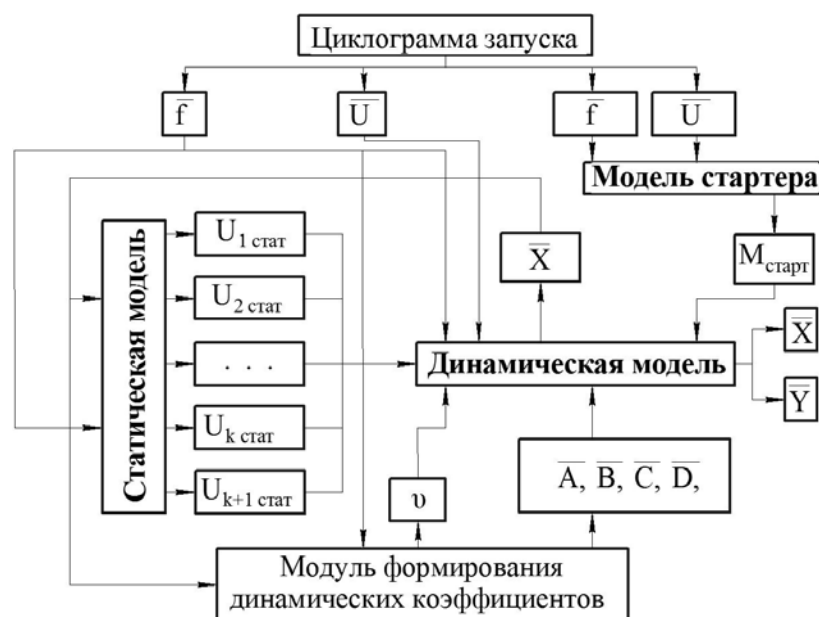 Циклограмма запуска
f̅
U̅
f̅
U̅
Модель стартера
Статическая модель
U₁ стат
U₂ стат
. . .
Uₖ стат
Uₖ₊₁ стат
X̅
Mстарт
Динамическая модель
X̅
Y̅
υ
A̅, B̅, C̅, D̅,
Модуль формирования
динамических коэффициентов